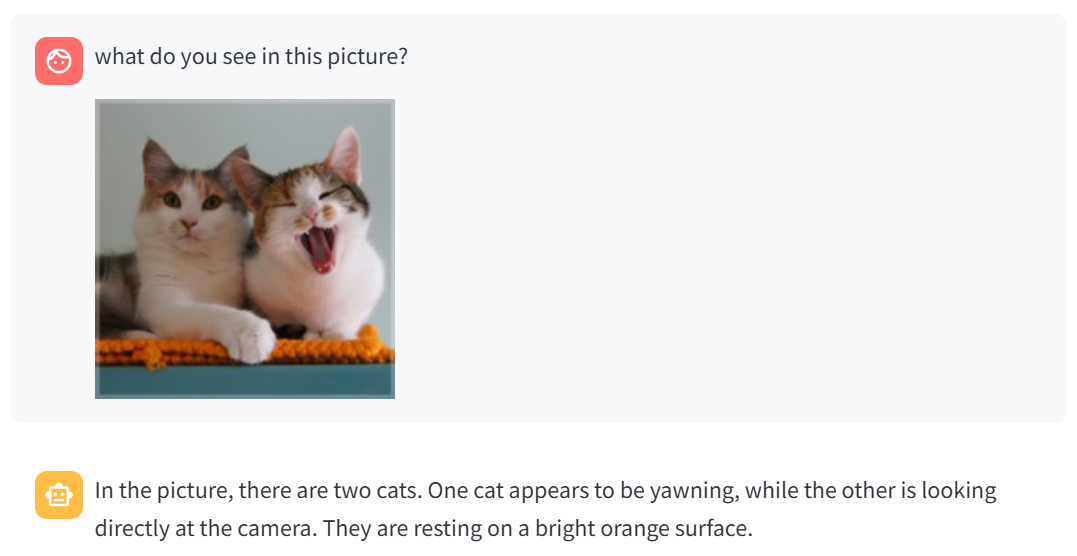 what do you see in this picture?
In the picture, there are two cats. One cat appears to be yawning, while the other is looking
directly at the camera. They are resting on a bright orange surface.